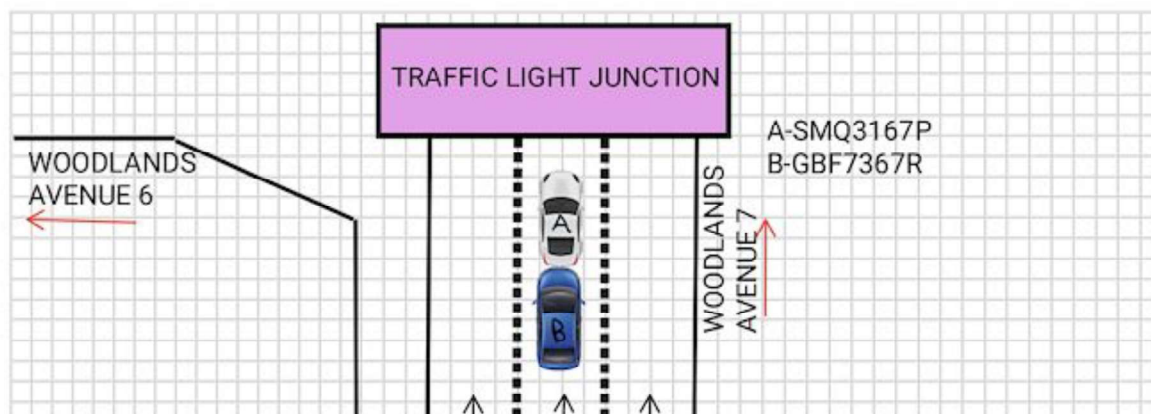 TRAFFIC LIGHT JUNCTION
A-SMQ3167P
B-GBF7367R
WOODLANDS
AVENUE 6
A
B
WOODLANDS
AVENUE 7